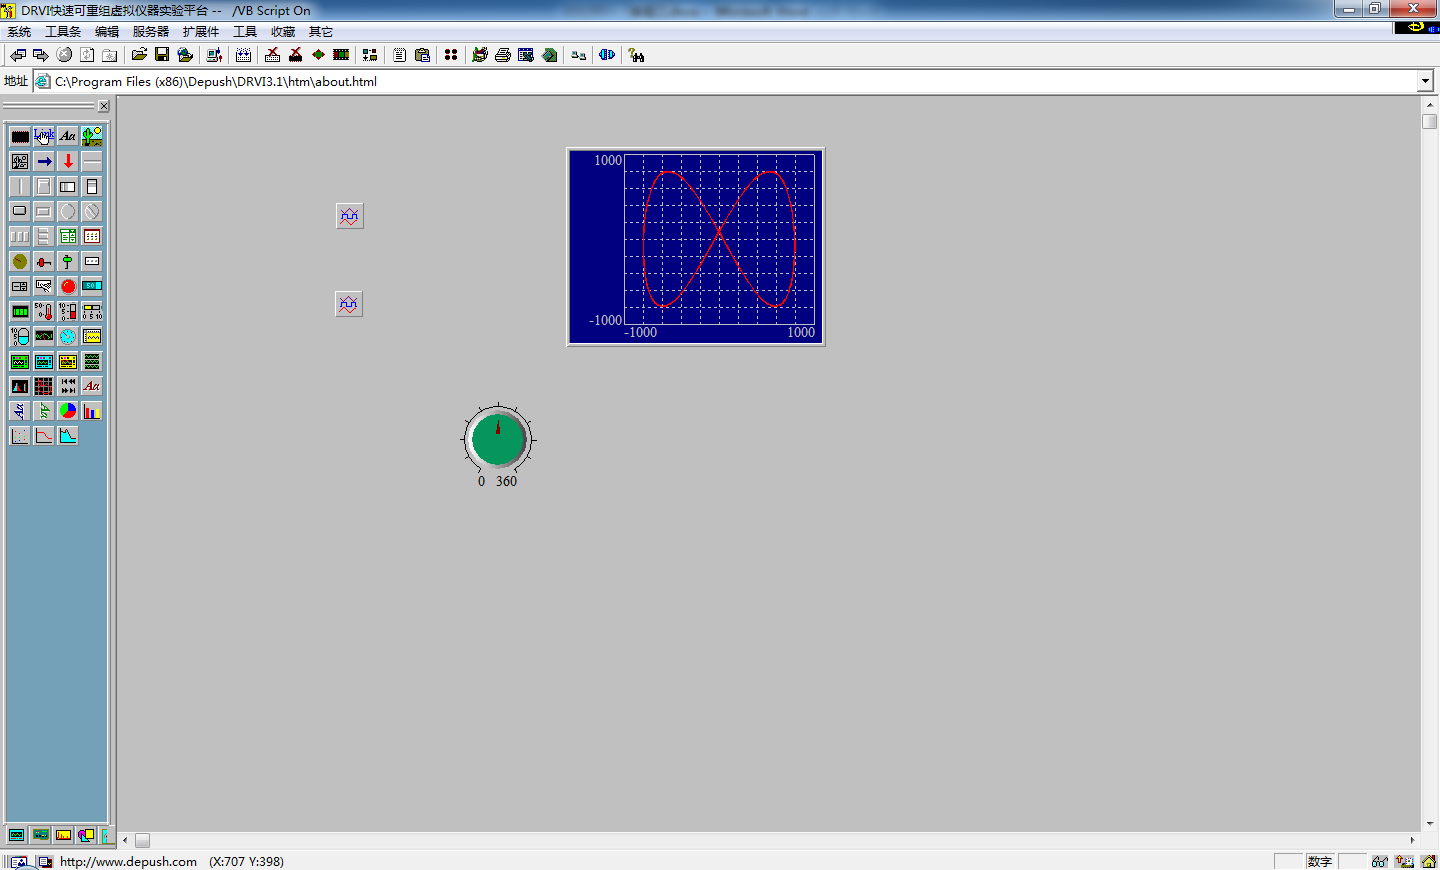 DRVI快速可重组虚拟仪器实验平台 -- /VB Script On
系统 工具条 编辑 服务器 扩展件 工具 收藏 其它
地址 C:\Program Files (x86)\Depush\DRVI3.1\htm\about.html
1000
-1000
-1000 1000
0 360
http://www.depush.com (X:707 Y:398)
数字